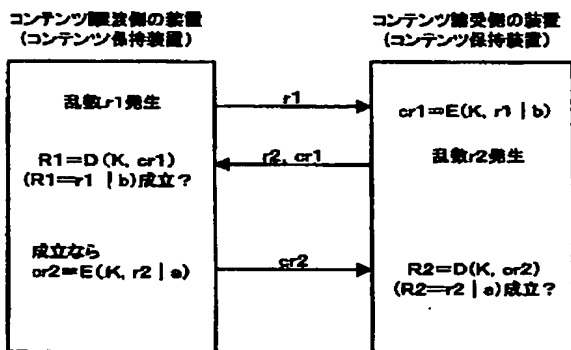 コンテンツ譲渡側の装置
(コンテンツ保持装置)
コンテンツ譲受側の装置
(コンテンツ保持装置)
乱数r1発生
r1
cr1=E(K, r1 | b)
R1=D(K, cr1)
(R1=r1 | b)成立?
r2, cr1
乱数r2発生
成立なら
cr2=E(K, r2 | a)
cr2
R2=D(K, cr2)
(R2=r2 | a)成立?